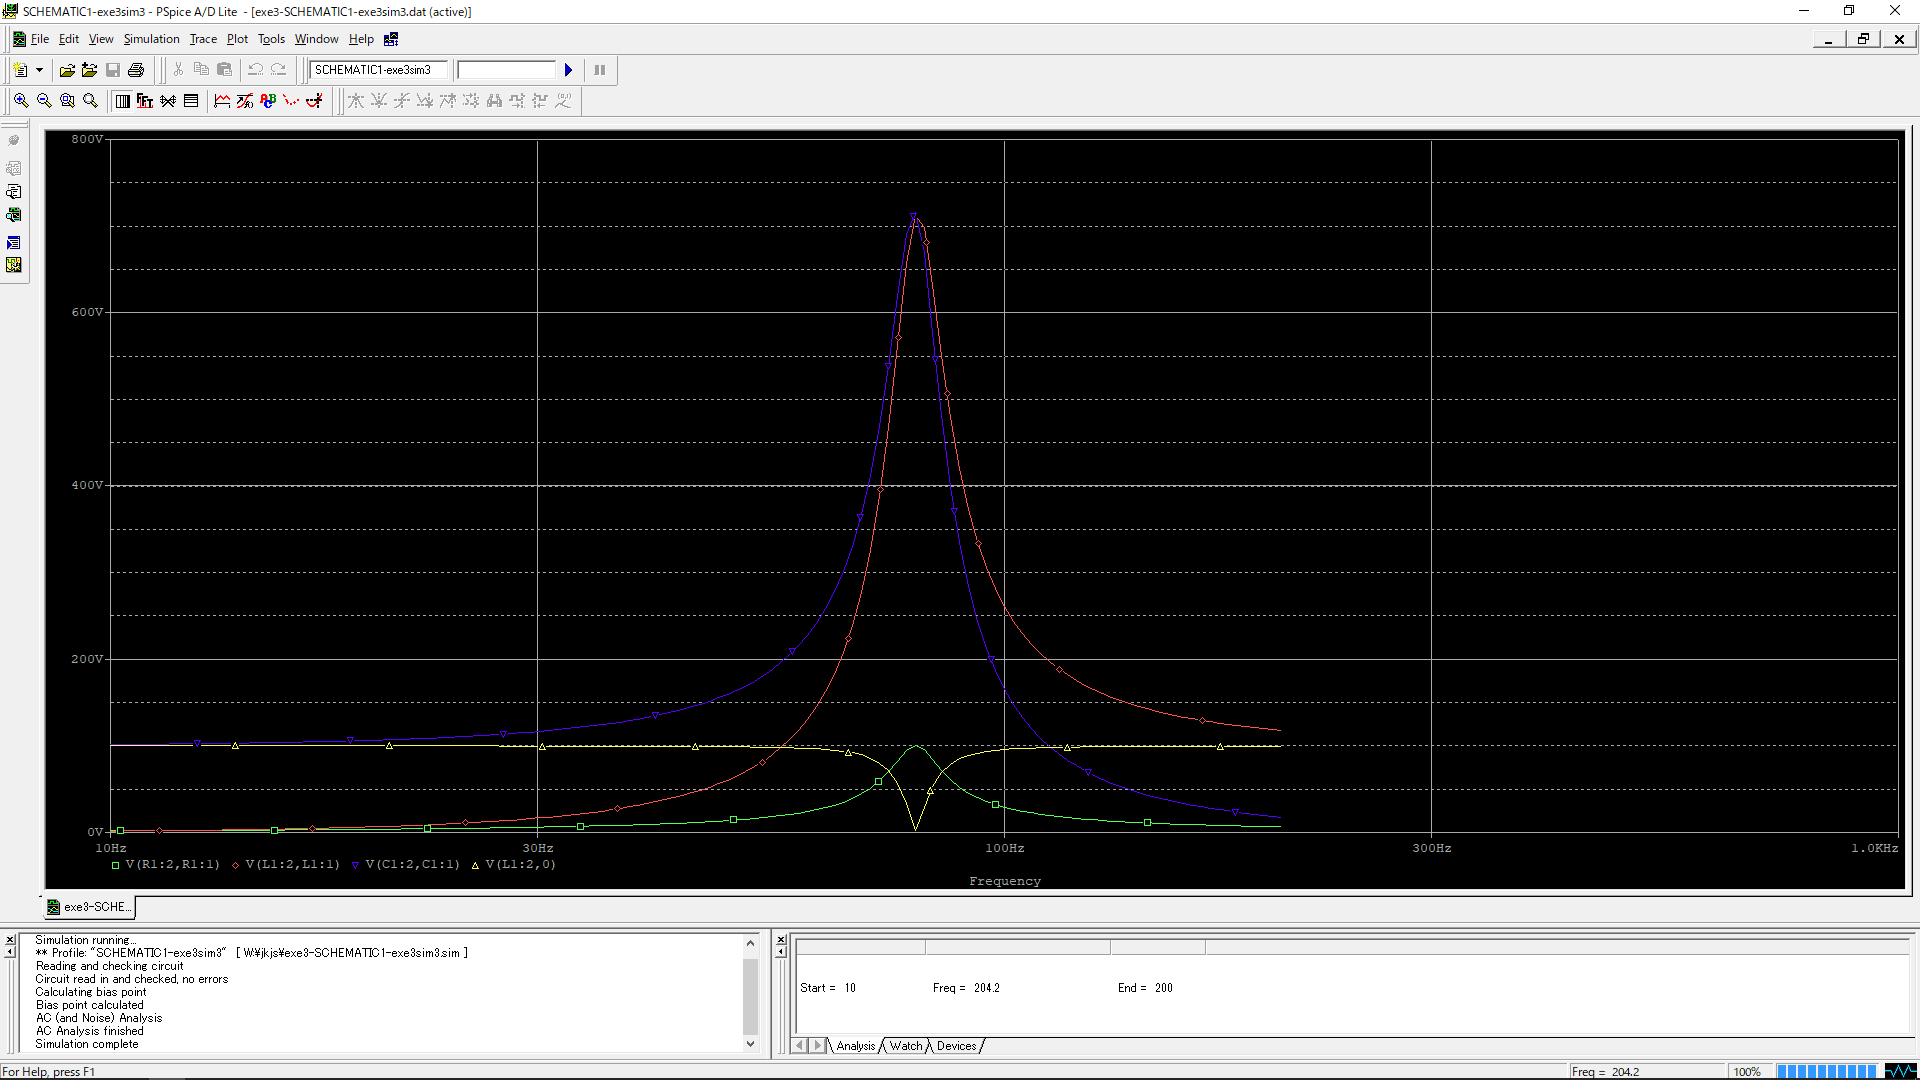 SCHEMATIC1-exe3sim3 - PSpice A/D Lite - [exe3-SCHEMATIC1-exe3sim3.dat (active)]
File Edit View Simulation Trace Plot Tools Window Help
SCHEMATIC1-exe3sim3
800V
600V
400V
200V
0V
10Hz 30Hz 100Hz 300Hz 1.0KHz
V(R1:2,R1:1) V(L1:2,L1:1) V(C1:2,C1:1) V(L1:2,0)
Frequency
exe3-SCHE...
Simulation running...
** Profile: "SCHEMATIC1-exe3sim3" [ W:¥jkjs¥exe3-SCHEMATIC1-exe3sim3.sim ]
Reading and checking circuit
Circuit read in and checked, no errors
Calculating bias point
Bias point calculated
AC (and Noise) Analysis
AC Analysis finished
Simulation complete
Start = 10 Freq = 204.2 End = 200
Analysis Watch Devices
For Help, press F1 Freq = 204.2 100%